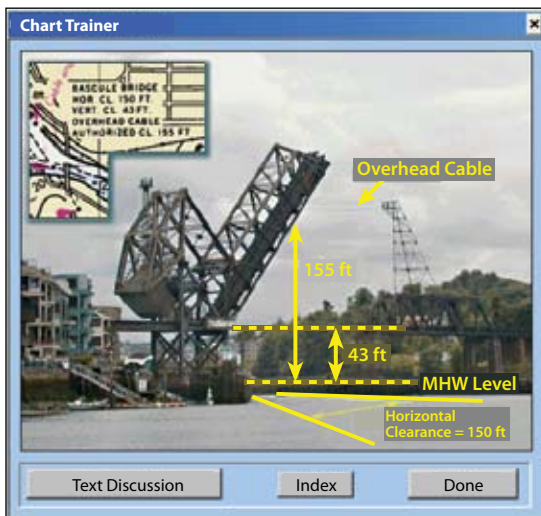 Chart Trainer
BASCULE BRIDGE
HOR. CL. 150 FT.
VERT. CL. 43 FT.
OVERHEAD CABLE
AUTHORIZED CL 155 FT
Overhead Cable
155 ft
43 ft
MHW Level
Horizontal
Clearance = 150 ft
Text Discussion
Index
Done